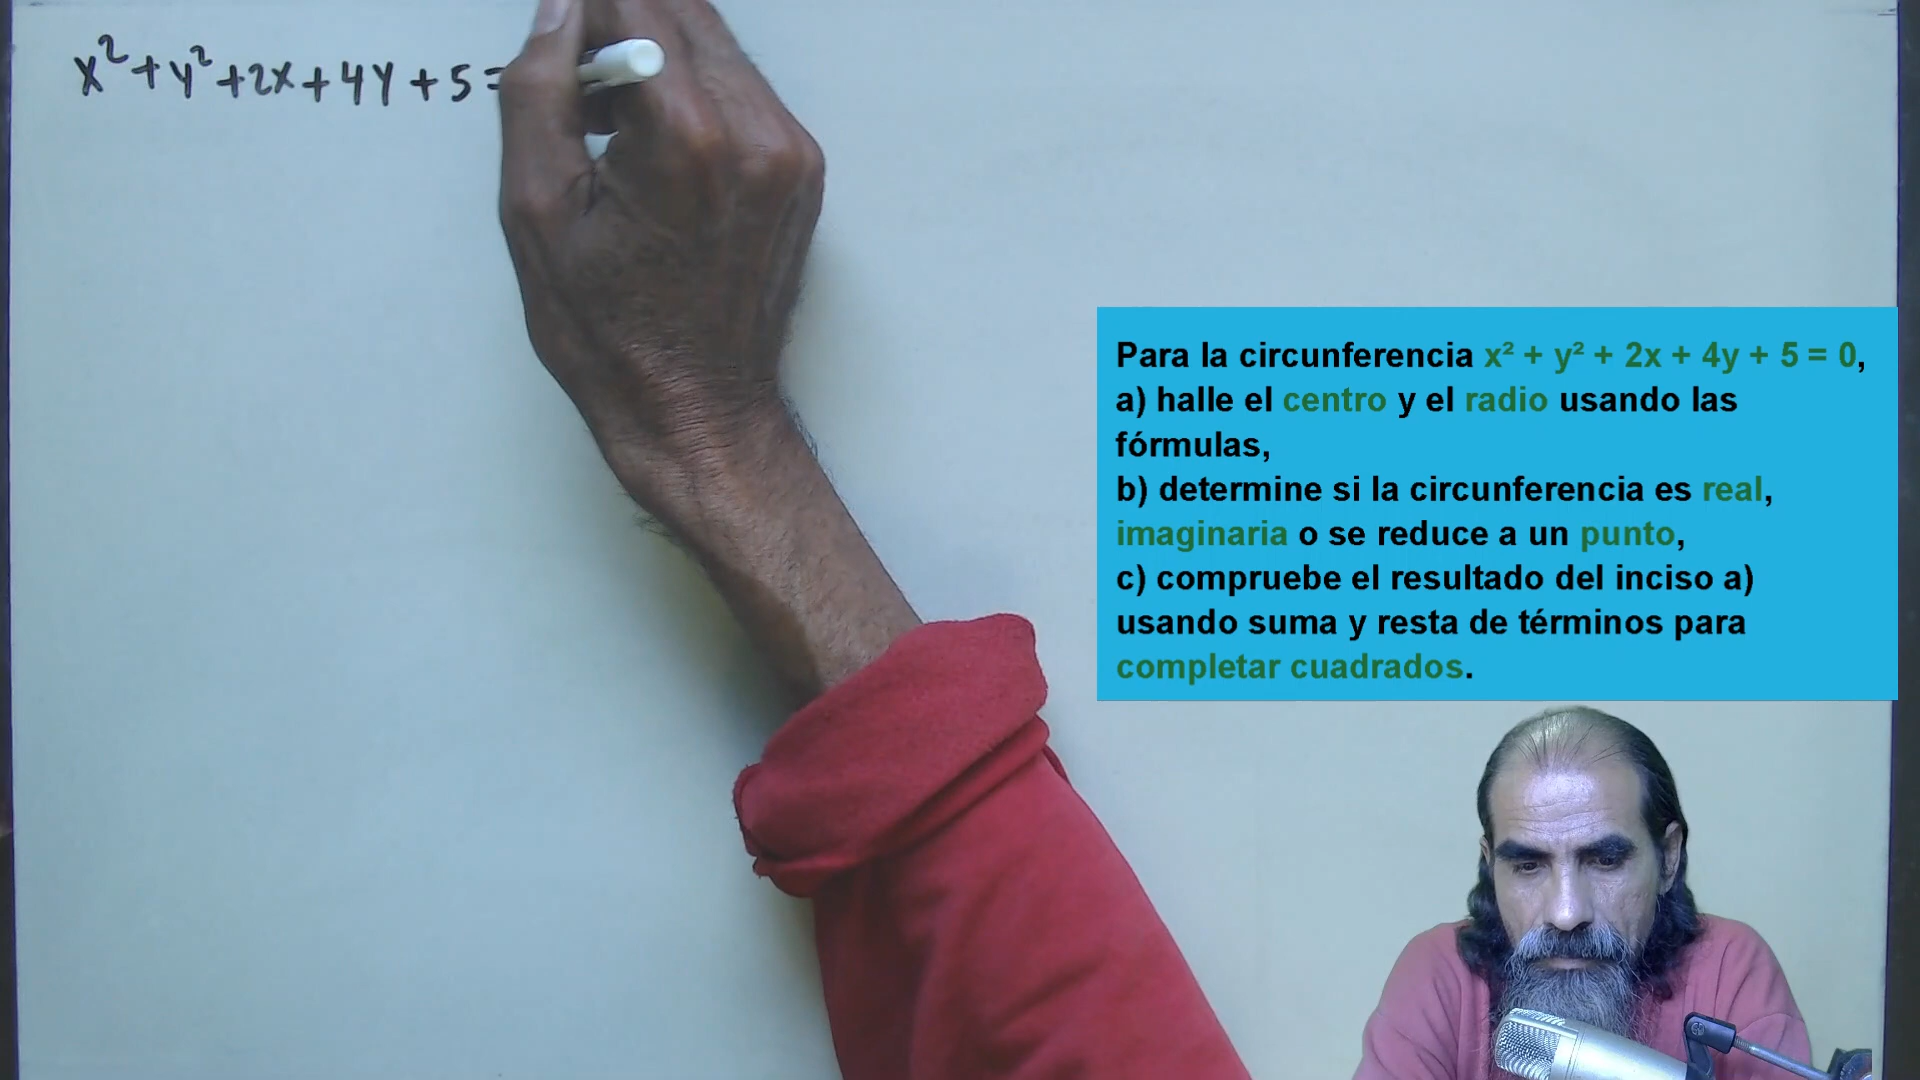 x² + y² + 2x + 4y + 5 =
Para la circunferencia x² + y² + 2x + 4y + 5 = 0,
a) halle el centro y el radio usando las
fórmulas,
b) determine si la circunferencia es real,
imaginaria o se reduce a un punto,
c) compruebe el resultado del inciso a)
usando suma y resta de términos para
completar cuadrados.